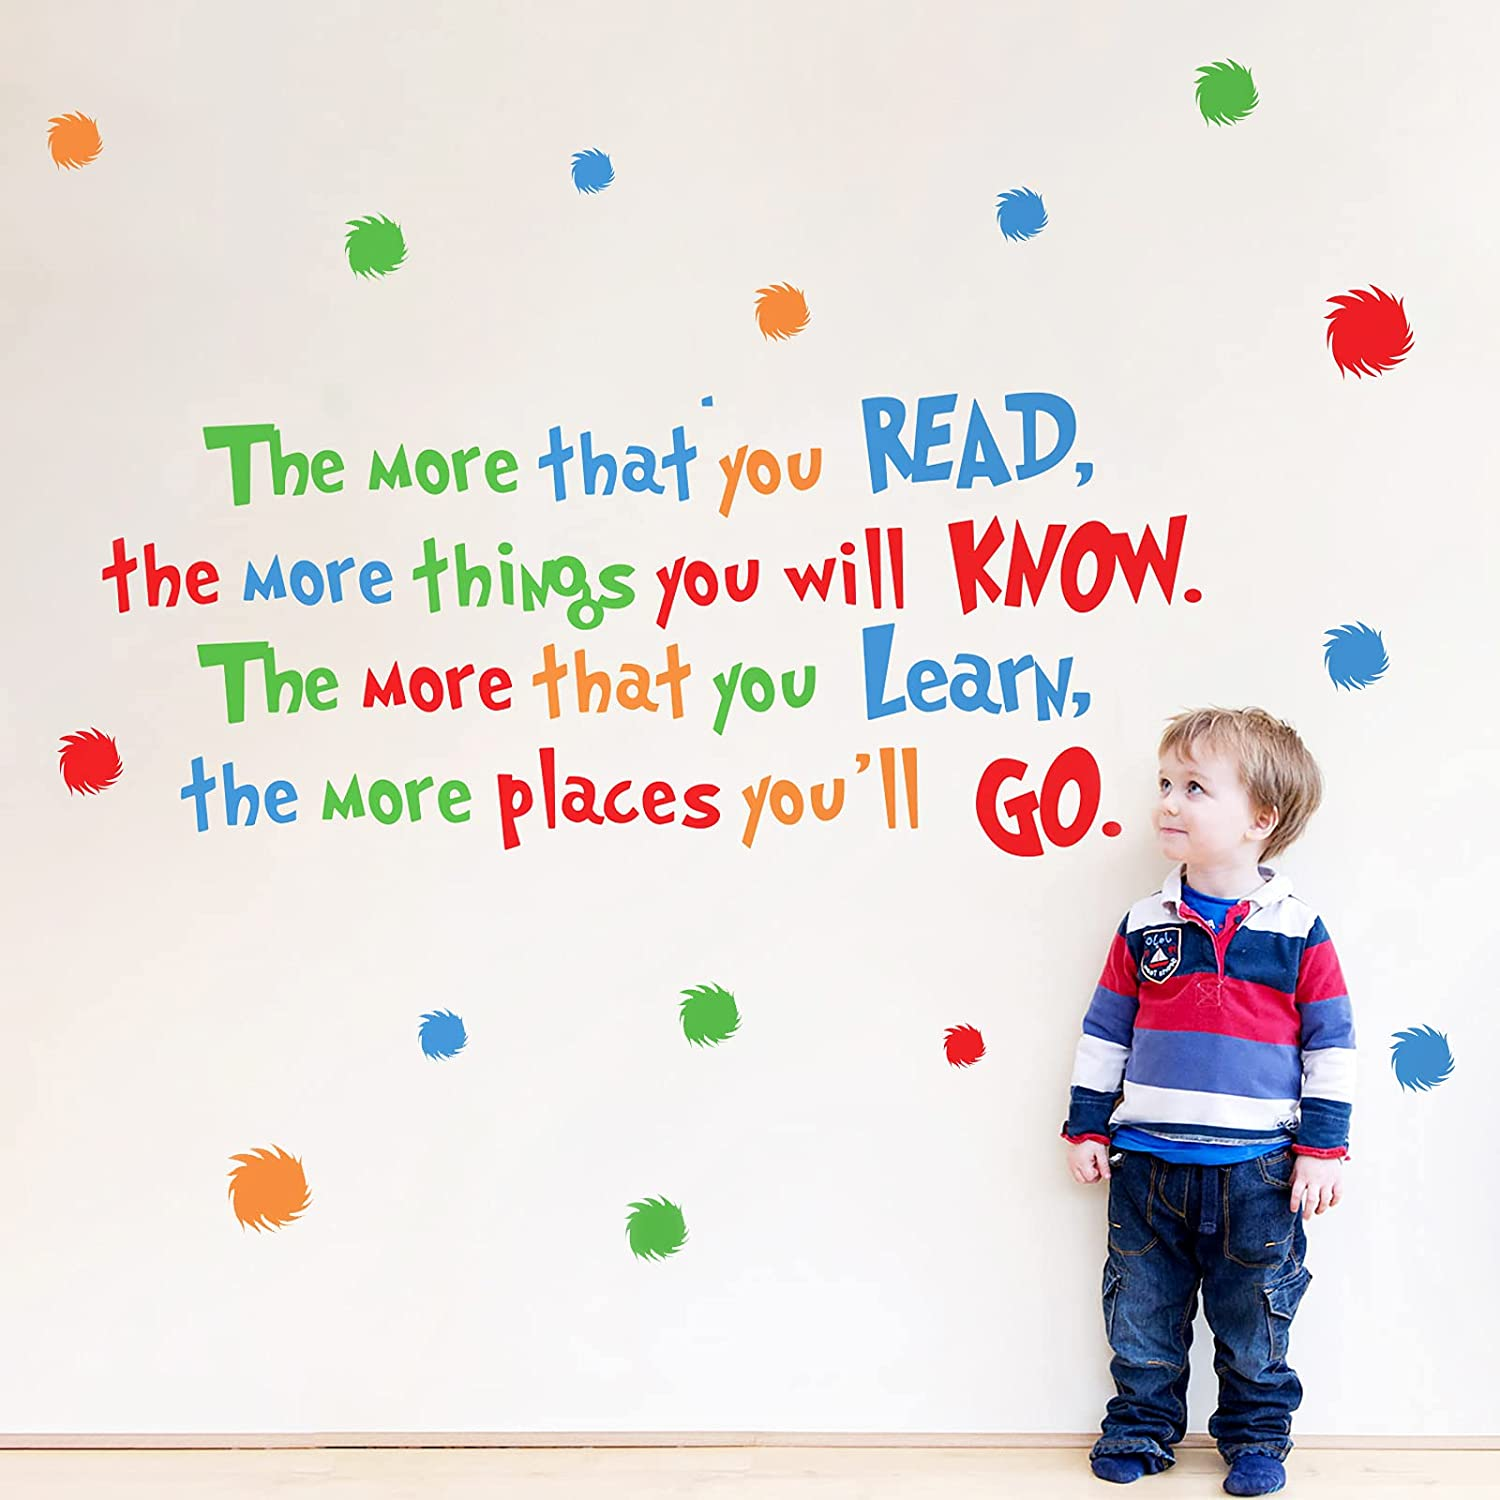 The more that you READ,
the more things you will KNOW.
The more that you Learn,
the more places you'll GO.